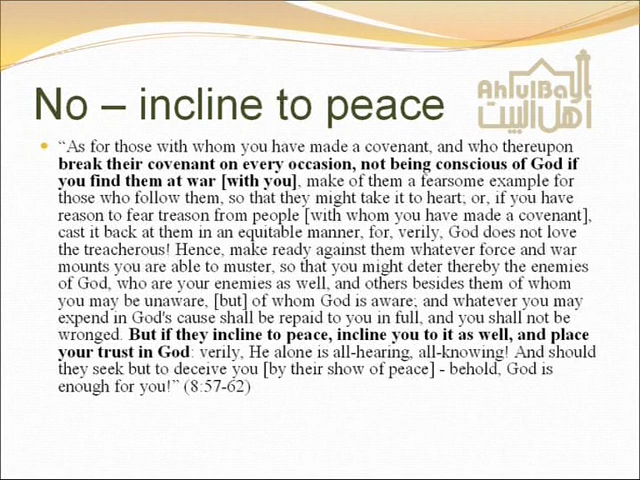 No – incline to peace
AhlulBayt
اهل البيت
“As for those with whom you have made a covenant, and who thereupon
break their covenant on every occasion, not being conscious of God if
you find them at war [with you], make of them a fearsome example for
those who follow them, so that they might take it to heart; or, if you have
reason to fear treason from people [with whom you have made a covenant],
cast it back at them in an equitable manner, for, verily, God does not love
the treacherous! Hence, make ready against them whatever force and war
mounts you are able to muster, so that you might deter thereby the enemies
of God, who are your enemies as well, and others besides them of whom
you may be unaware, [but] of whom God is aware; and whatever you may
expend in God's cause shall be repaid to you in full, and you shall not be
wronged. But if they incline to peace, incline you to it as well, and place
your trust in God: verily, He alone is all-hearing, all-knowing! And should
they seek but to deceive you [by their show of peace] - behold, God is
enough for you!” (8:57-62)